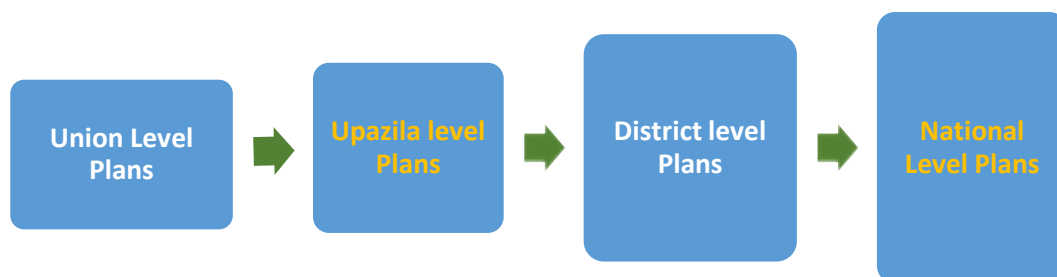 Union Level
Plans
Upazila level
Plans
District level
Plans
National
Level Plans